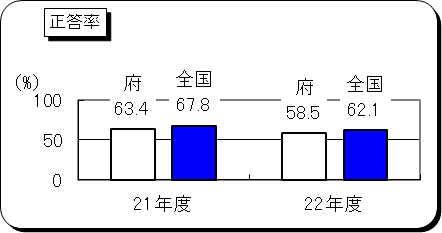 正答率
(%)
府 全国 府 全国
100 63.4 67.8 58.5 62.1
50
0
21年度 22年度